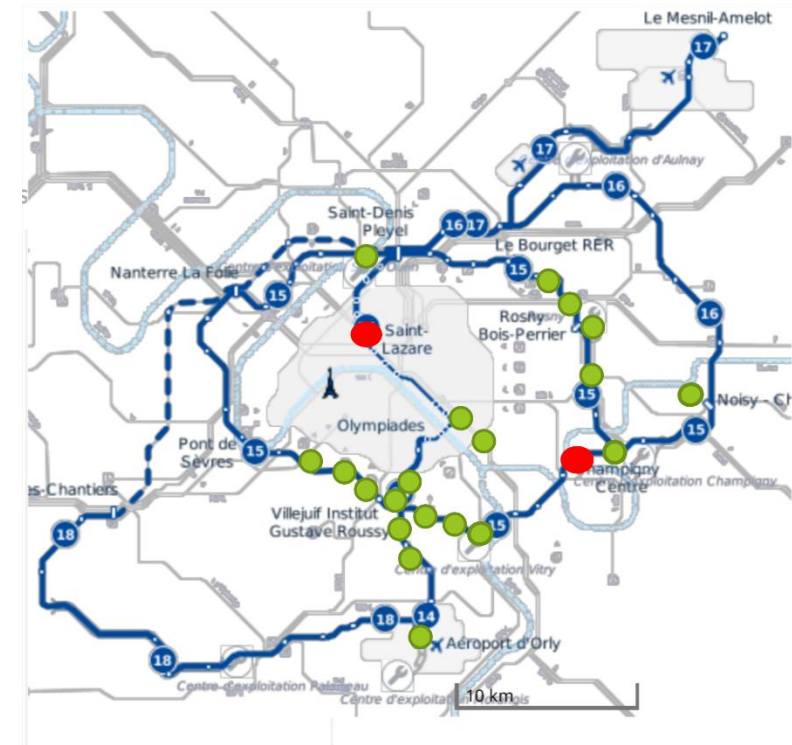 Le Mesnil-Amelot
17
17
Centre d'exploitation d'Aulnay
16
Saint-Denis
Pleyel
16 17
Le Bourget RER
Nanterre La Folie
15
15
Rosny
Bois-Perrier
16
Saint-
Lazare
15
Noisy - Ch
Olympiades
15
Pont de
Sèvres
15
Champigny
Centre
Centre d'exploitation Champigny
es-Chantiers
Villejuif Institut
Gustave Roussy
15
18
Centre d'exploitation Vitry
18
14
Aéroport d'Orly
18
Centre d'exploitation Palaiseau
Centre d'exploitation Morangis
10 km